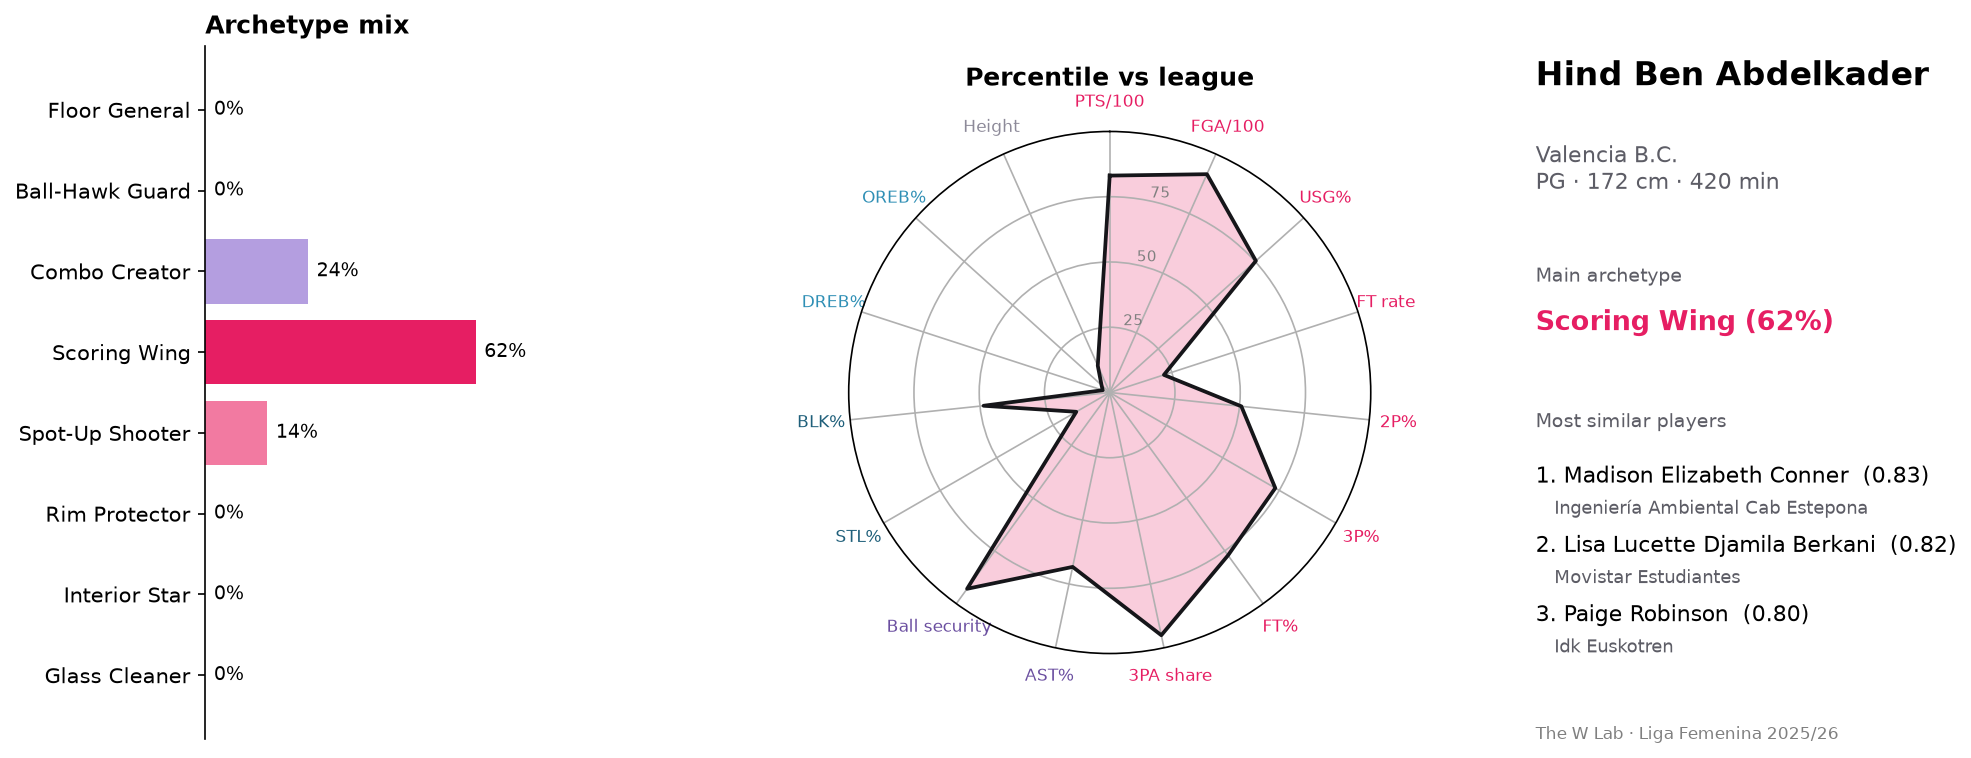 Archetype mix
Floor General
0%
Ball-Hawk Guard
0%
Combo Creator
24%
Scoring Wing
62%
Spot-Up Shooter
14%
Rim Protector
0%
Interior Star
0%
Glass Cleaner
0%
Percentile vs league
PTS/100
FGA/100
USG%
FT rate
2P%
3P%
FT%
3PA share
AST%
Ball security
STL%
BLK%
DREB%
OREB%
Height
75
50
25
Hind Ben Abdelkader
Valencia B.C.
PG · 172 cm · 420 min
Main archetype
Scoring Wing (62%)
Most similar players
1. Madison Elizabeth Conner (0.83)
Ingeniería Ambiental Cab Estepona
2. Lisa Lucette Djamila Berkani (0.82)
Movistar Estudiantes
3. Paige Robinson (0.80)
Idk Euskotren
The W Lab · Liga Femenina 2025/26